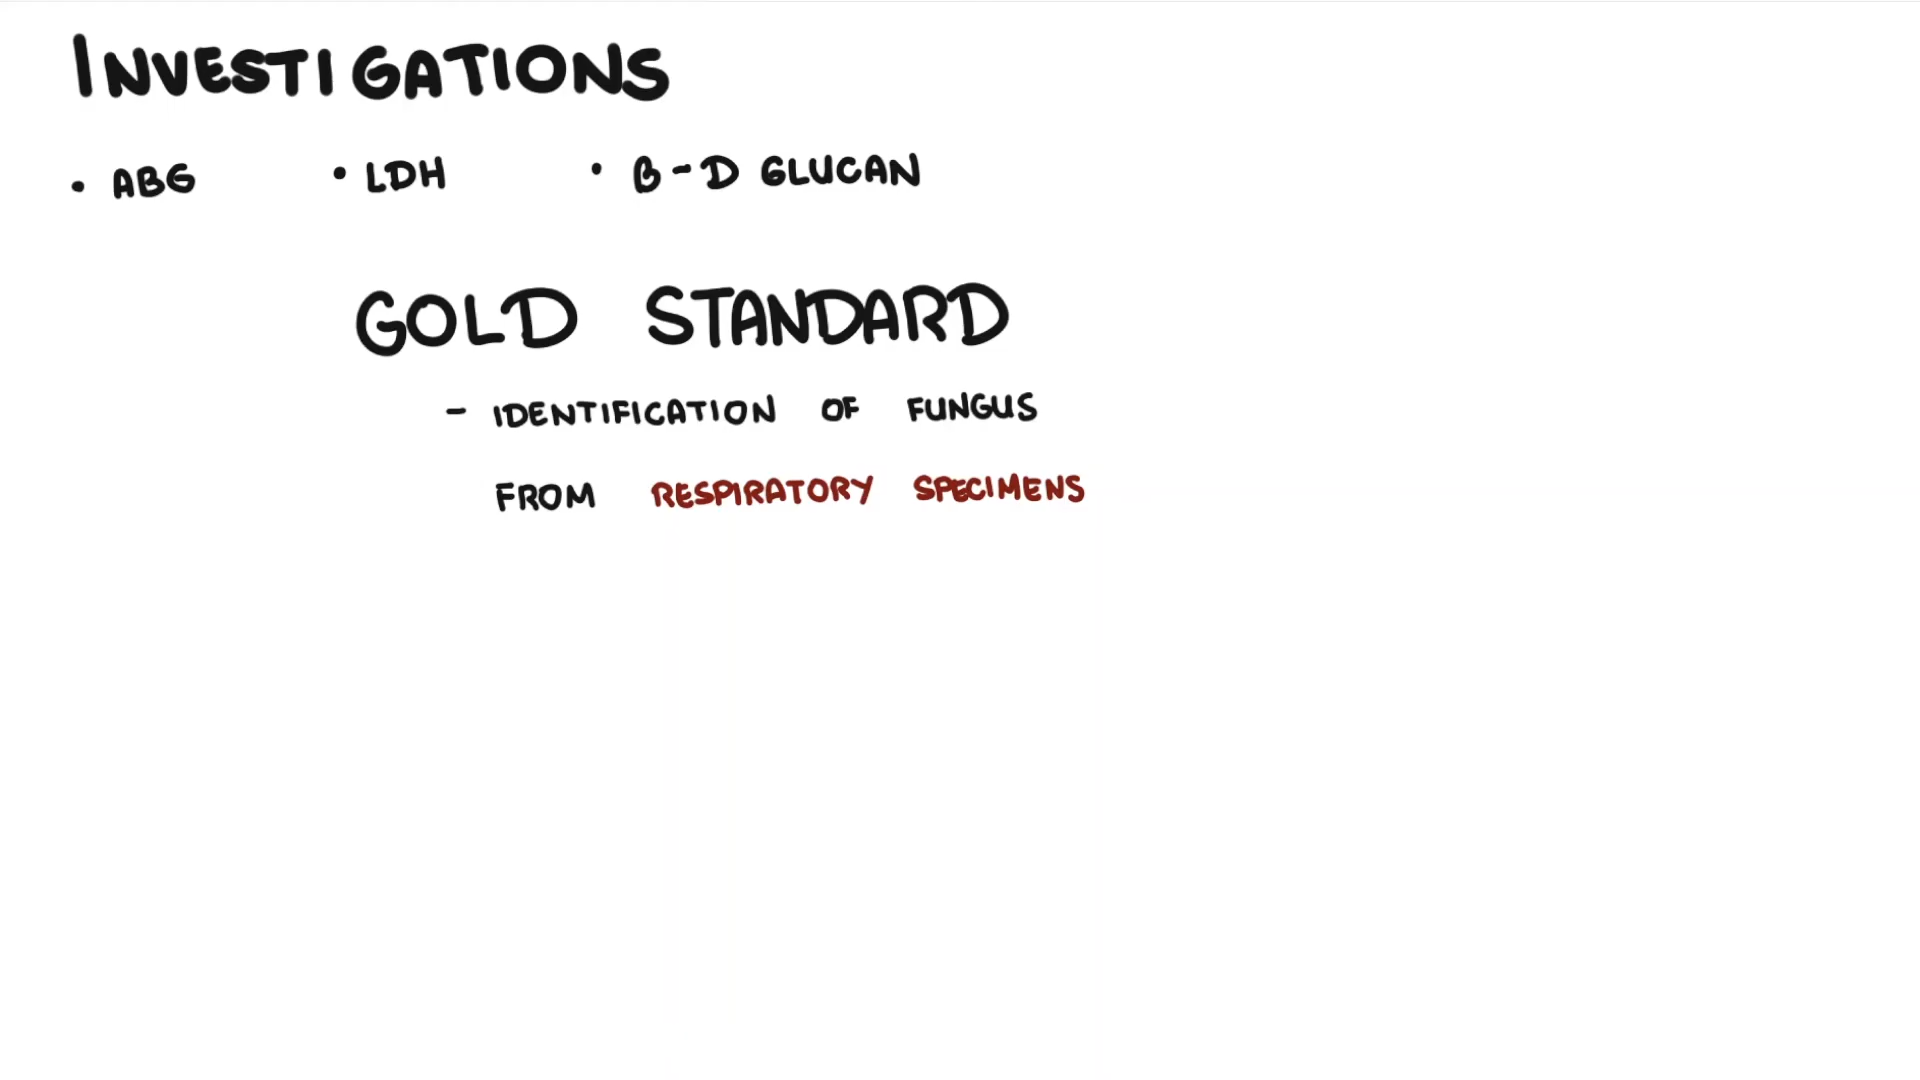 INVESTIGATIONS
• ABG • LDH • β-D GLUCAN
GOLD STANDARD
- IDENTIFICATION OF FUNGUS
FROM RESPIRATORY SPECIMENS